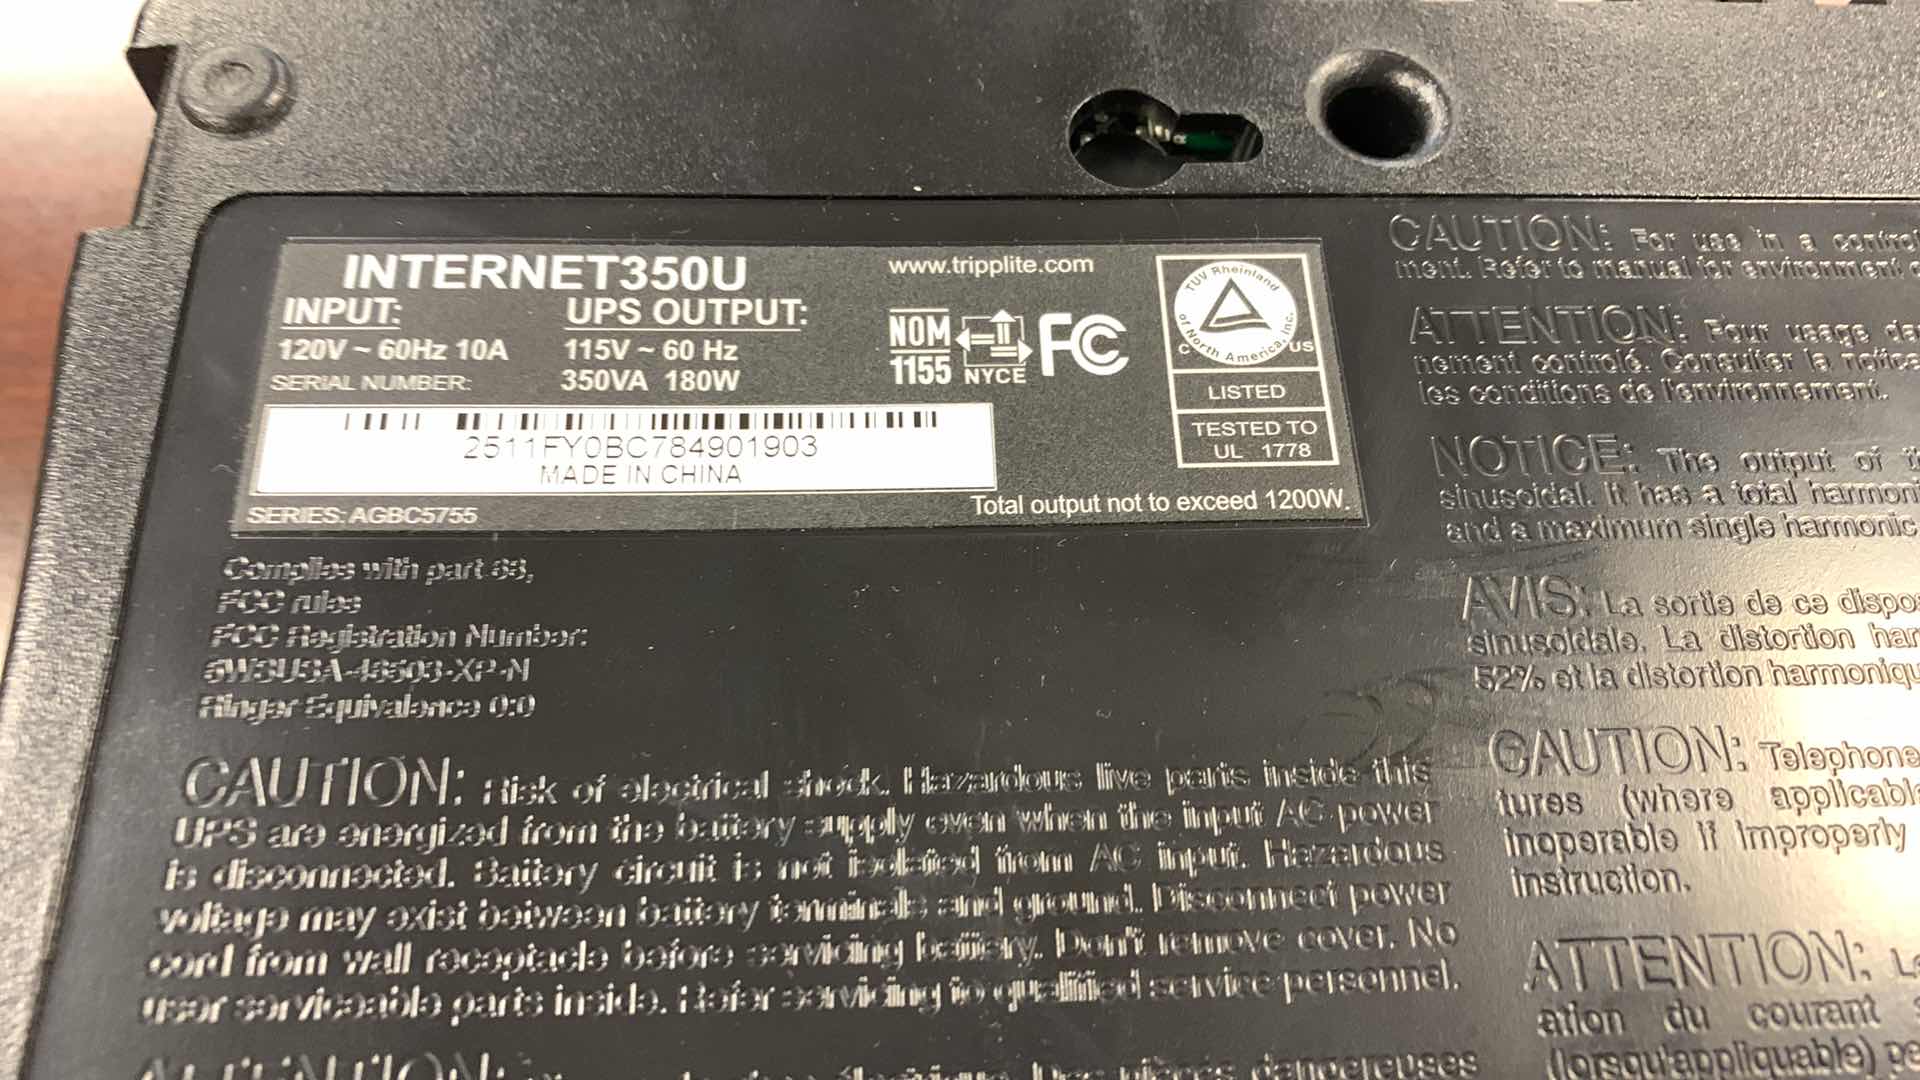 INTERNET350U
INPUT:
120V ~ 60Hz 10A
UPS OUTPUT:
115V ~ 60 Hz
350VA 180W
SERIAL NUMBER:
2511FY0BC784901903
MADE IN CHINA
SERIES: AGBC5755
www.tripplite.com
NOM
1155
NYCE
FC
TUV Rheinland
of North America, Inc.
C US
LISTED
TESTED TO
UL 1778
Total output not to exceed 1200W.
Complies with part 68,
FCC rules
FCC Registration Number:
Ringer Equivalence 0:0
CAUTION: Risk of electrical shock. Hazardous live parts inside this
UPS are energized from the battery supply even when the input AC power
is disconnected. Battery circuit is not isolated from AC input. Hazardous
voltage may exist between battery terminals and ground. Disconnect power
cord from wall receptacle before servicing battery. Don't remove cover. No
user serviceable parts inside. Refer servicing to qualified service personnel.
ATTENTION:
dangereuses
CAUTION: For use in a control
ment. Refer to manual for environment
ATTENTION: Pour usage da
nement controlé. Consulter la notice
les conditions de l'environnement.
NOTICE: The output of
sinusoidal. It has a total harmoni
and a maximum single harmonic
AVIS: La sortie de ce dispo
sinusoïdale. La distortion har
52% et la distortion harmoniqu
CAUTION: Telephone
tures (where applicabl
inoperable if improperly
instruction.
ATTENTION:
ation du courant
(lorsqu'appliquable)